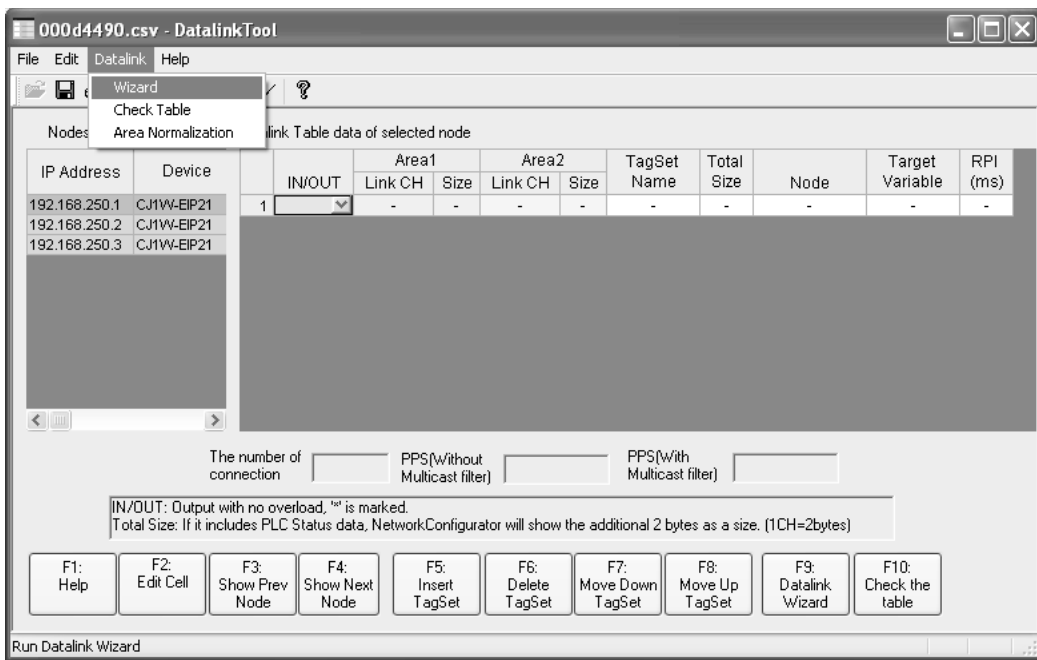 000d4490.csv - DatalinkTool
File Edit Datalink Help
Wizard
Check Table
Area Normalization
Nodes
link Table data of selected node
IP Address Device
IN/OUT Area1 Link CH Size Area2 Link CH Size TagSet Name Total Size Node Target Variable RPI (ms)
192.168.250.1 CJ1W-EIP21 1 - - - - - - - - -
192.168.250.2 CJ1W-EIP21
192.168.250.3 CJ1W-EIP21
The number of
connection
PPS(Without
Multicast filter)
PPS(With
Multicast filter)
IN/OUT: Output with no overload, '*' is marked.
Total Size: If it includes PLC Status data, NetworkConfigurator will show the additional 2 bytes as a size. (1CH=2bytes)
F1:
Help
F2:
Edit Cell
F3:
Show Prev
Node
F4:
Show Next
Node
F5:
Insert
TagSet
F6:
Delete
TagSet
F7:
Move Down
TagSet
F8:
Move Up
TagSet
F9:
Datalink
Wizard
F10:
Check the
table
Run Datalink Wizard